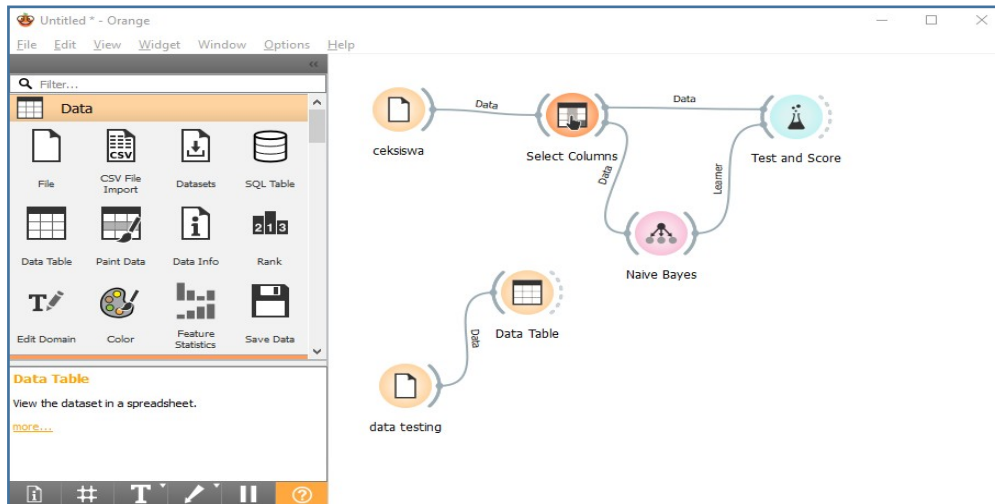 Untitled * - Orange
File Edit View Widget Window Options Help
Filter...
Data
File
CSV File
Import
Datasets
SQL Table
Data Table
Paint Data
Data Info
Rank
Edit Domain
Color
Feature
Statistics
Save Data
Data Table
View the dataset in a spreadsheet.
more...
ceksiswa
Data
Select Columns
Data
Test and Score
Data
Learner
Naive Bayes
Data Table
Data
data testing